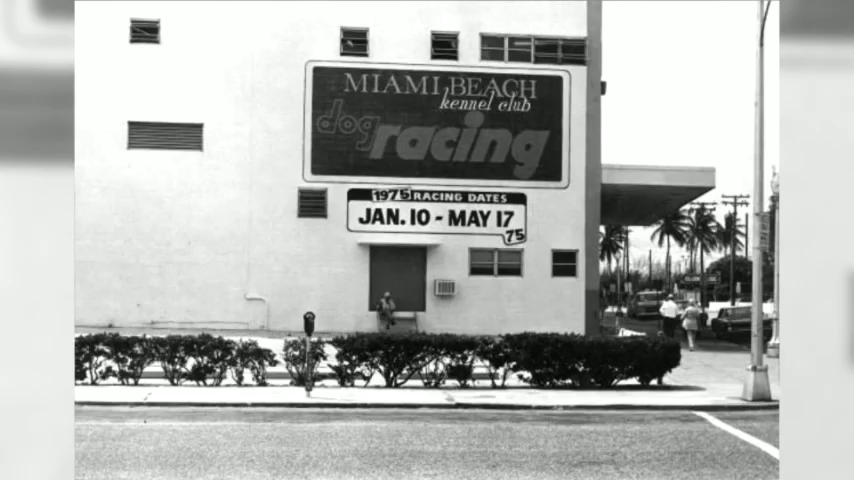 MIAMI BEACH
kennel club
dog racing
1975 RACING DATES
JAN. 10 - MAY 17
75